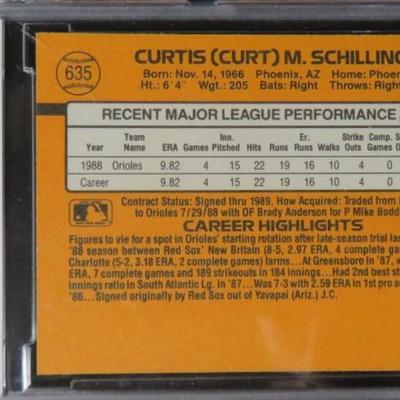 635
CURTIS (CURT) M. SCHILLING
Born: Nov. 14, 1966 Phoenix, AZ Home: Phoe
Ht.: 6'4" Wgt.: 205 Bats: Right Throws: Right
RECENT MAJOR LEAGUE PERFORMANCE
Year Team Name ERA Games Inn. Pitched Hits Runs Er. Runs Walks Strike Outs Comp. Games S
1988 Orioles 9.82 4 15 22 19 16 10 4 0
Career 9.82 4 15 22 19 16 10 4 0
Contract Status: Signed thru 1989. How Acquired: Traded from
to Orioles 7/29/88 with OF Brady Anderson for P Mike Bodd
CAREER HIGHLIGHTS
Figures to vie for a spot in Orioles' starting rotation after late-season trial las
'88 season between Red Sox' New Britain (8-5, 2.97 ERA, 4 complete gam
Charlotte (5-2, 3.18 ERA, 2 complete games) farms... At Greensboro in '87, w
ERA, 7 complete games and 189 strikeouts in 184 innings... Had 2nd best st
innings ratio in South Atlantic Lg. in '87... Was 7-3 with 2.59 ERA in 1st pro s
'86... Signed originally by Red Sox out of Yavapai (Ariz.) J.C.